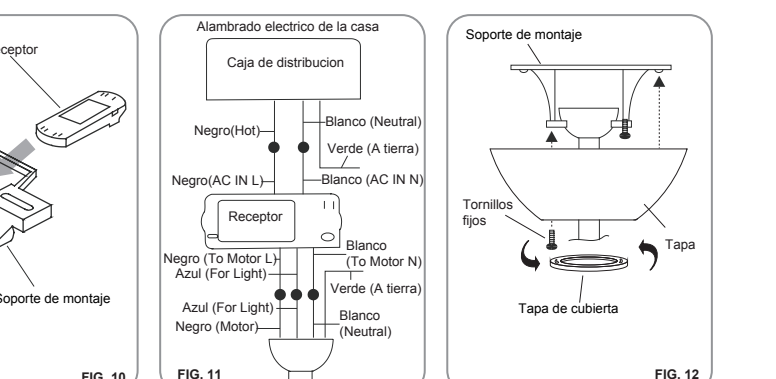 Soporte de montaje
FIG. 10
Alambrado electrico de la casa
Caja de distribucion
Negro(Hot)
Blanco (Neutral)
Verde (A tierra)
Negro(AC IN L)
Blanco (AC IN N)
Receptor
Negro (To Motor L)
Azul (For Light)
Blanco
(To Motor N)
Verde (A tierra)
Azul (For Light)
Negro (Motor)
Blanco
(Neutral)
FIG. 11
Soporte de montaje
Tornillos
fijos
Tapa
Tapa de cubierta
FIG. 12